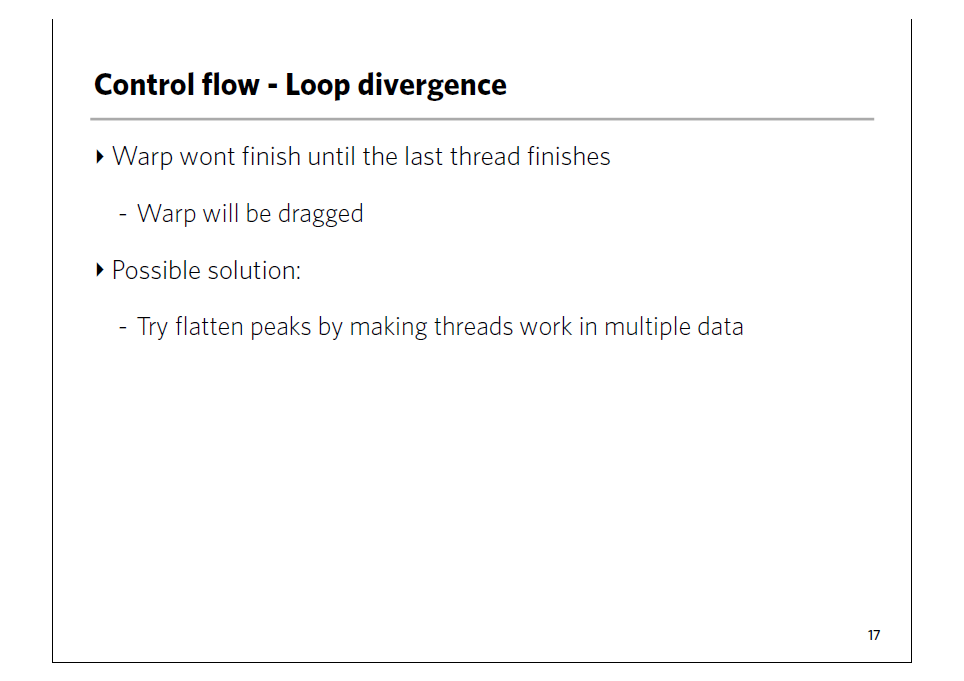 Control flow - Loop divergence
Warp wont finish until the last thread finishes
- Warp will be dragged
Possible solution:
- Try flatten peaks by making threads work in multiple data
17